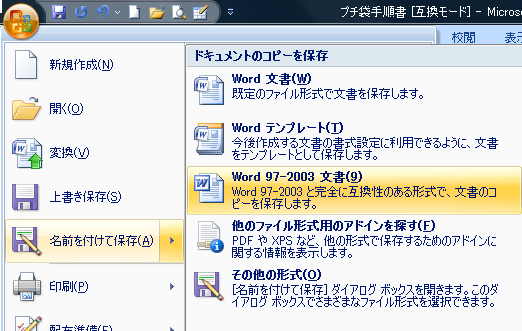 プチ袋手順書 [互換モード] - Microso
校閲 表示
ドキュメントのコピーを保存
新規作成(N)
開く(O)
変換(V)
上書き保存(S)
名前を付けて保存(A)
印刷(P)
配布準備(E)
Word 文書(W)
既定のファイル形式で文書を保存します。
Word テンプレート(T)
今後作成する文書の書式設定に利用できるように、文書
をテンプレートとして保存します。
Word 97-2003 文書(9)
Word 97-2003 と完全に互換性のある形式で、文書のコ
ピーを保存します。
他のファイル形式用のアドインを探す(F)
PDF や XPS など、他の形式で保存するためのアドインに
関する情報を表示します。
その他の形式(O)
[名前を付けて保存] ダイアログ ボックスを開きます。このダ
イアログ ボックスでさまざまなファイル形式を選択できます。